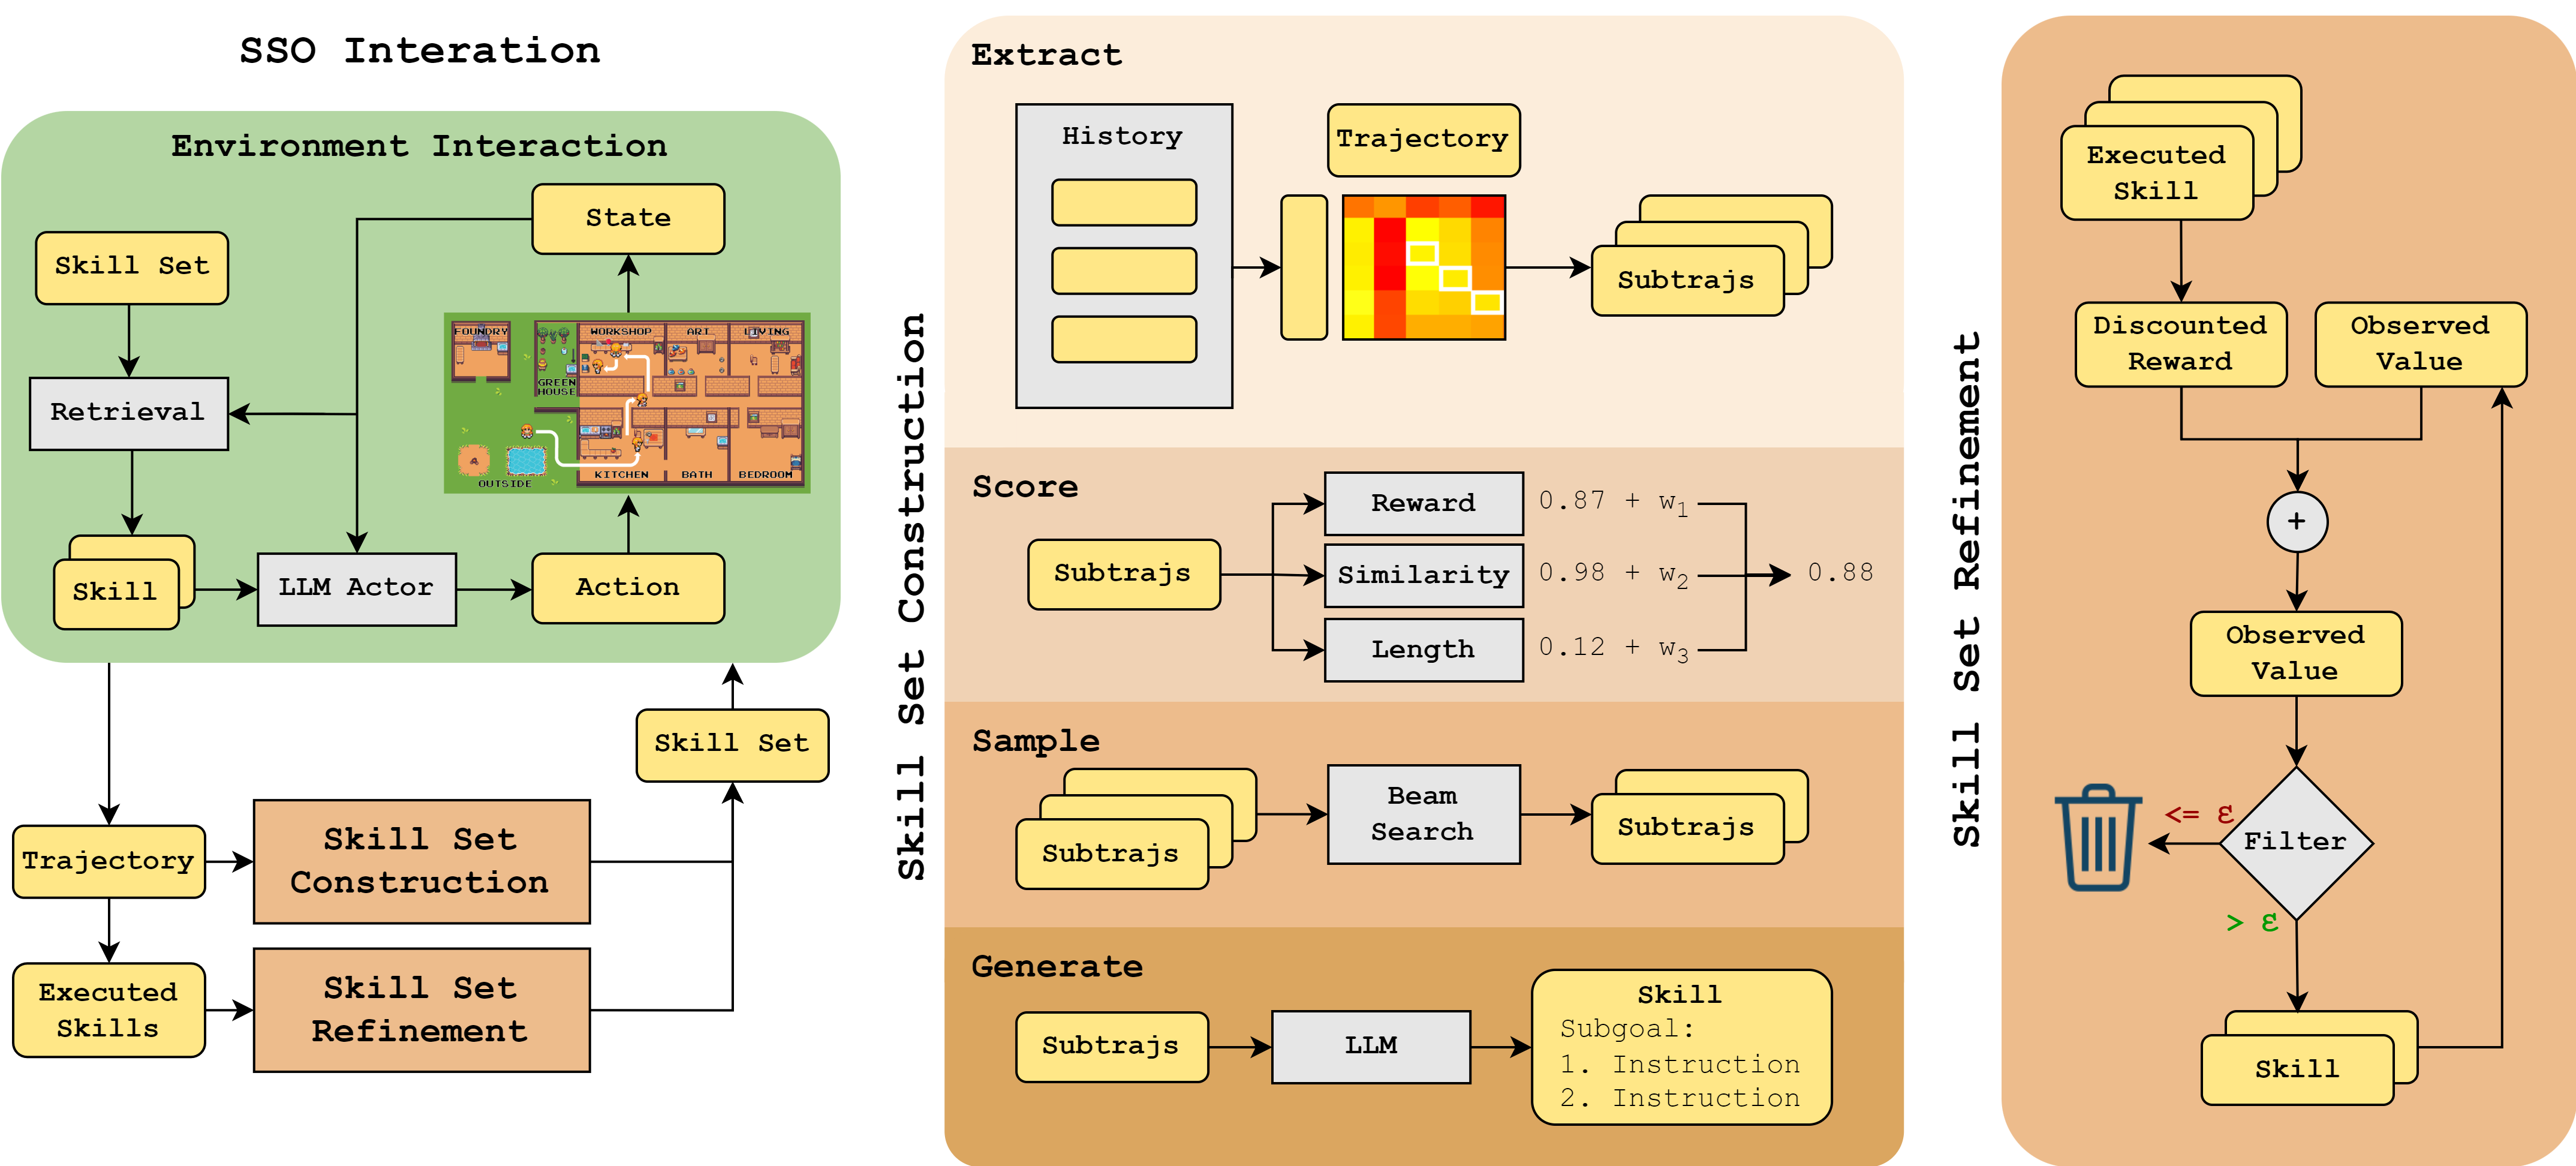 SSO Interation
Environment Interaction
State
Skill Set
Retrieval
Skill
LLM Actor
Action
FOUNDRY
WORKSHOP
ART
LIVING
GREEN
HOUSE
KITCHEN
BATH
BEDROOM
OUTSIDE
Skill Set
Trajectory
Skill Set
Construction
Executed
Skills
Skill Set
Refinement
Skill Set Construction
Extract
History
Trajectory
Subtrajs
Score
Subtrajs
Reward
0.87 + w1
Similarity
0.98 + w2
0.88
Length
0.12 + w3
Sample
Subtrajs
Beam
Search
Subtrajs
Generate
Subtrajs
LLM
Skill
Subgoal:
1. Instruction
2. Instruction
Skill Set Refinement
Executed
Skill
Discounted
Reward
Observed
Value
+
Observed
Value
<= ε
Filter
> ε
Skill